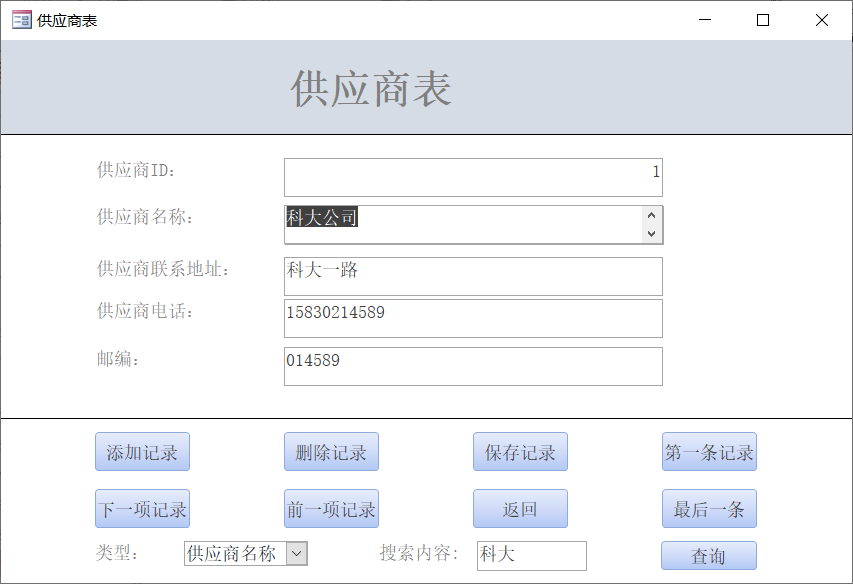 供应商表
供应商表
供应商ID: 1
供应商名称: 科大公司
供应商联系地址: 科大一路
供应商电话: 15830214589
邮编: 014589
添加记录 删除记录 保存记录 第一条记录
下一项记录 前一项记录 返回 最后一条
类型: 供应商名称 搜索内容: 科大 查询